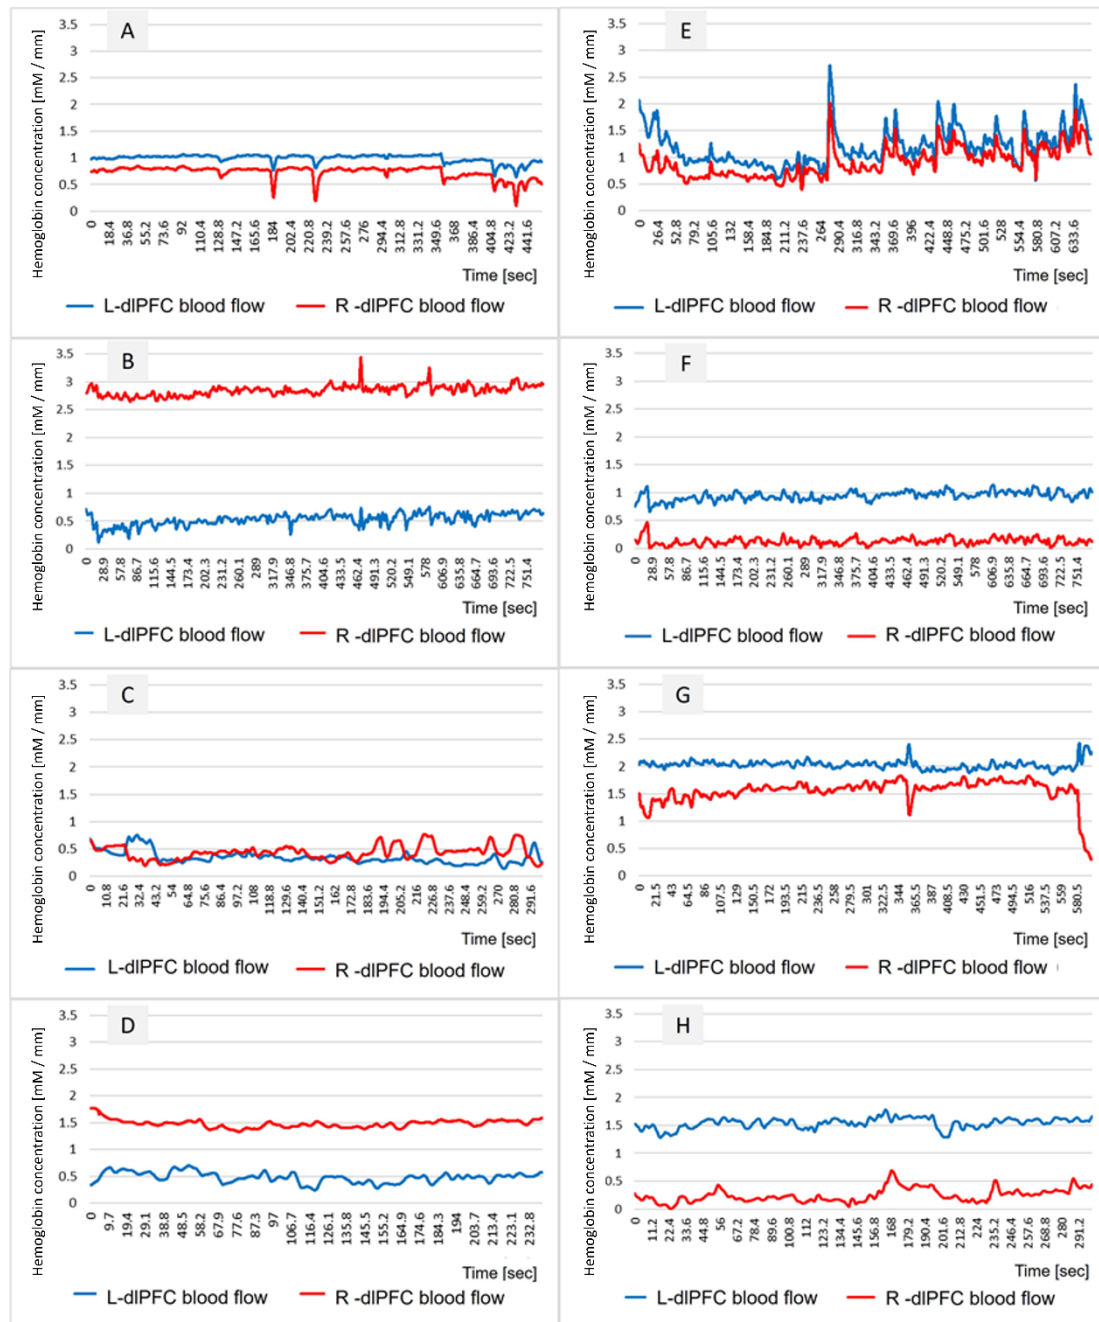 A
Hemoglobin concentration [mM / mm]
3.5
3
2.5
2
1.5
1
0.5
0
0 18.4 36.8 55.2 73.6 92 110.4 128.8 147.2 165.6 184 202.4 220.8 239.2 257.6 276 294.4 312.8 331.2 349.6 368 386.4 404.8 423.2 441.6
Time [sec]
L-dlPFC blood flow R -dlPFC blood flow
E
Hemoglobin concentration [mM / mm]
3.5
3
2.5
2
1.5
1
0.5
0
0 26.4 52.8 79.2 105.6 132 158.4 184.8 211.2 237.6 264 290.4 316.8 343.2 369.6 396 422.4 448.8 475.2 501.6 528 554.4 580.8 607.2 633.6
Time [sec]
L-dlPFC blood flow R -dlPFC blood flow
B
Hemoglobin concentration [mM / mm]
3.5
3
2.5
2
1.5
1
0.5
0
0 28.9 57.8 86.7 115.6 144.5 173.4 202.3 231.2 260.1 289 317.9 346.8 375.7 404.6 433.5 462.4 491.3 520.2 549.1 578 606.9 635.8 664.7 693.6 722.5 751.4
Time [sec]
L-dlPFC blood flow R -dlPFC blood flow
F
Hemoglobin concentration [mM / mm]
3.5
3
2.5
2
1.5
1
0.5
0
0 28.9 57.8 86.7 115.6 144.5 173.4 202.3 231.2 260.1 289 317.9 346.8 375.7 404.6 433.5 462.4 491.3 520.2 549.1 578 606.9 635.8 664.7 693.6 722.5 751.4
Time [sec]
L-dlPFC blood flow R -dlPFC blood flow
C
Hemoglobin concentration [mM / mm]
3.5
3
2.5
2
1.5
1
0.5
0
0 10.8 21.6 32.4 43.2 54 64.8 75.6 86.4 97.2 108 118.8 129.6 140.4 151.2 162 172.8 183.6 194.4 205.2 216 226.8 237.6 248.4 259.2 270 280.8 291.6
Time [sec]
L-dlPFC blood flow R -dlPFC blood flow
G
Hemoglobin concentration [mM / mm]
3.5
3
2.5
2
1.5
1
0.5
0
0 21.5 43 64.5 86 107.5 129 150.5 172 193.5 215 236.5 258 279.5 301 322.5 344 365.5 387 408.5 430 451.5 473 494.5 516 537.5 559 580.5
Time [sec]
L-dlPFC blood flow R -dlPFC blood flow
D
Hemoglobin concentration [mM / mm]
3.5
3
2.5
2
1.5
1
0.5
0
0 9.7 19.4 29.1 38.8 48.5 58.2 67.9 77.6 87.3 97 106.7 116.4 126.1 135.8 145.5 155.2 164.9 174.6 184.3 194 203.7 213.4 223.1 232.8
Time [sec]
L-dlPFC blood flow R -dlPFC blood flow
H
Hemoglobin concentration [mM / mm]
3.5
3
2.5
2
1.5
1
0.5
0
0 11.2 22.4 33.6 44.8 56 67.2 78.4 89.6 100.8 112 123.2 134.4 145.6 156.8 168 179.2 190.4 201.6 212.8 224 235.2 246.4 257.6 268.8 280 291.2
Time [sec]
L-dlPFC blood flow R -dlPFC blood flow